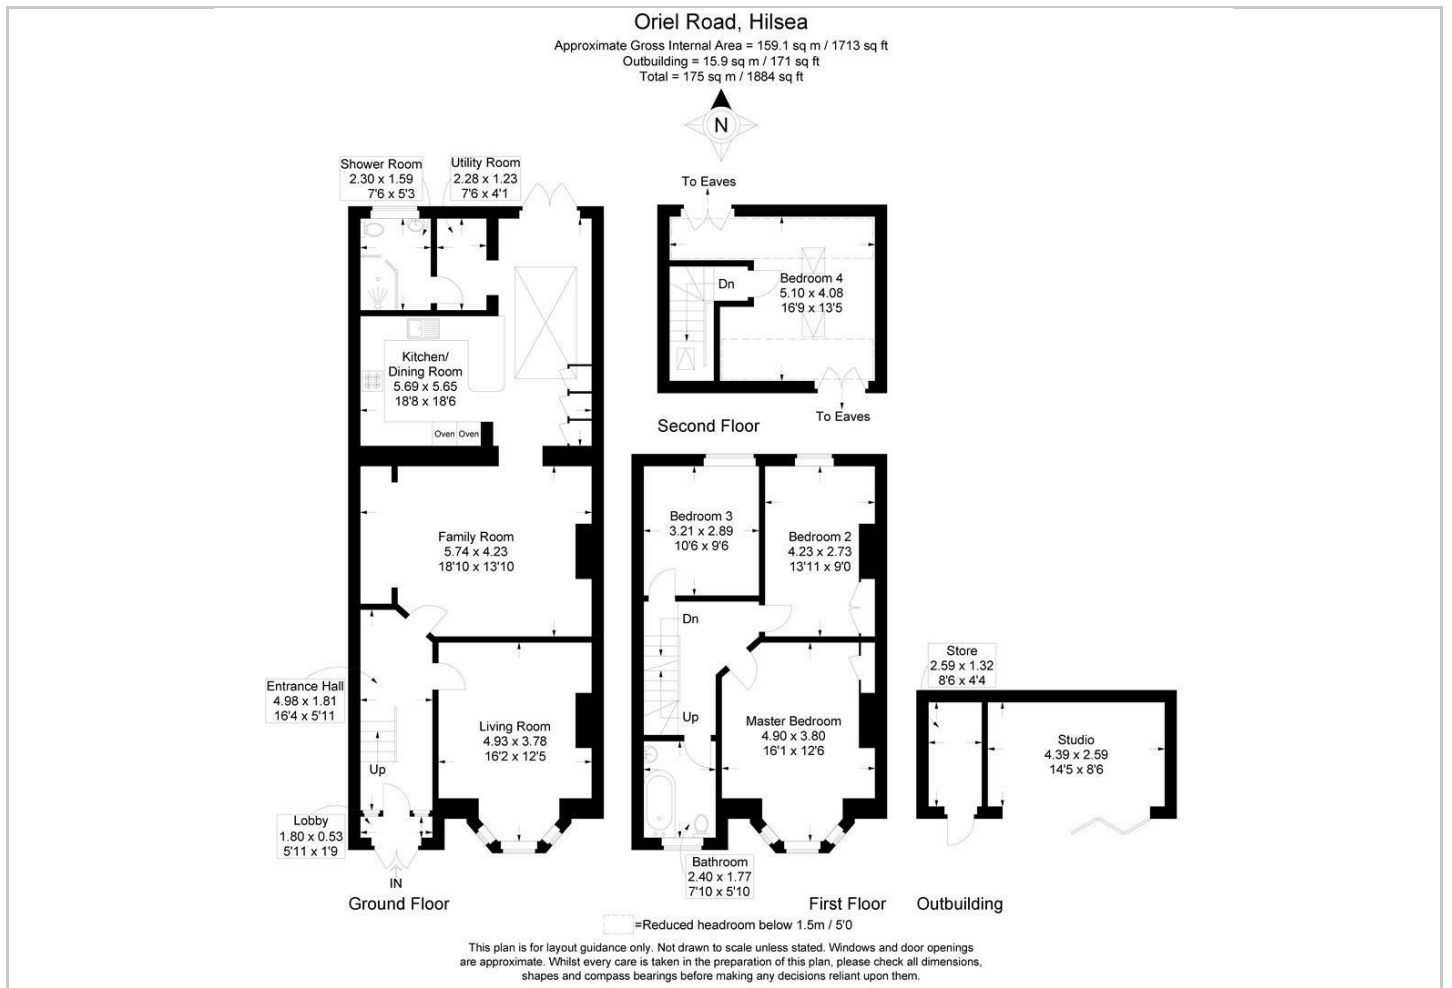 Oriel Road, Hilsea
Approximate Gross Internal Area = 159.1 sq m / 1713 sq ft
Outbuilding = 15.9 sq m / 171 sq ft
Total = 175 sq m / 1884 sq ft
N
Shower Room
2.30 x 1.59
7'6 x 5'3
Utility Room
2.28 x 1.23
7'6 x 4'1
Kitchen/
Dining Room
5.69 x 5.65
18'8 x 18'6
Oven Oven
Family Room
5.74 x 4.23
18'10 x 13'10
Entrance Hall
4.98 x 1.81
16'4 x 5'11
Living Room
4.93 x 3.78
16'2 x 12'5
Up
Lobby
1.80 x 0.53
5'11 x 1'9
IN
Ground Floor
To Eaves
Dn
Bedroom 4
5.10 x 4.08
16'9 x 13'5
To Eaves
Second Floor
Bedroom 3
3.21 x 2.89
10'6 x 9'6
Bedroom 2
4.23 x 2.73
13'11 x 9'0
Dn
Up
Master Bedroom
4.90 x 3.80
16'1 x 12'6
Bathroom
2.40 x 1.77
7'10 x 5'10
First Floor
Store
2.59 x 1.32
8'6 x 4'4
Studio
4.39 x 2.59
14'5 x 8'6
Outbuilding
=Reduced headroom below 1.5m / 5'0
This plan is for layout guidance only. Not drawn to scale unless stated. Windows and door openings
are approximate. Whilst every care is taken in the preparation of this plan, please check all dimensions,
shapes and compass bearings before making any decisions reliant upon them.